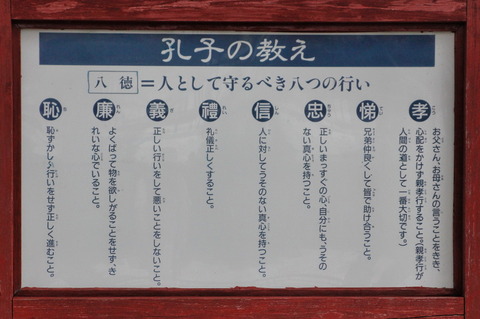 孔子の教え
八徳＝人として守るべき八つの行い
孝
お父さん、お母さんの言うことをきき、
心配をかけず親孝行すること。「親孝行が
人間の道として一番大切です。」
悌
兄弟仲良くして皆で助け合うこと。
忠
正しいまっすぐの心、自分にも、うその
ない真心を持つこと。
信
人に対してうそのない真心を持つこと。
禮
礼儀正しくすること。
義
正しい行いをして悪いことをしないこと。
廉
よくばって物を欲しがることをせず、き
れいな心でいること。
恥
恥ずかしい行いをせず正しく進むこと。